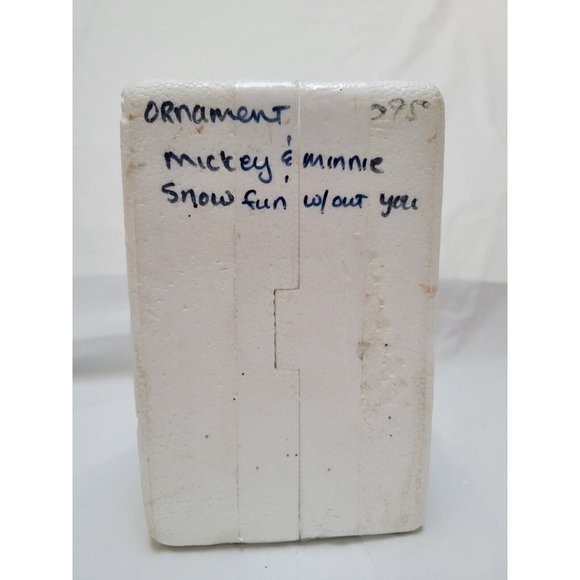 ORnamenT
mickey & minnie
Snow fun w/out you